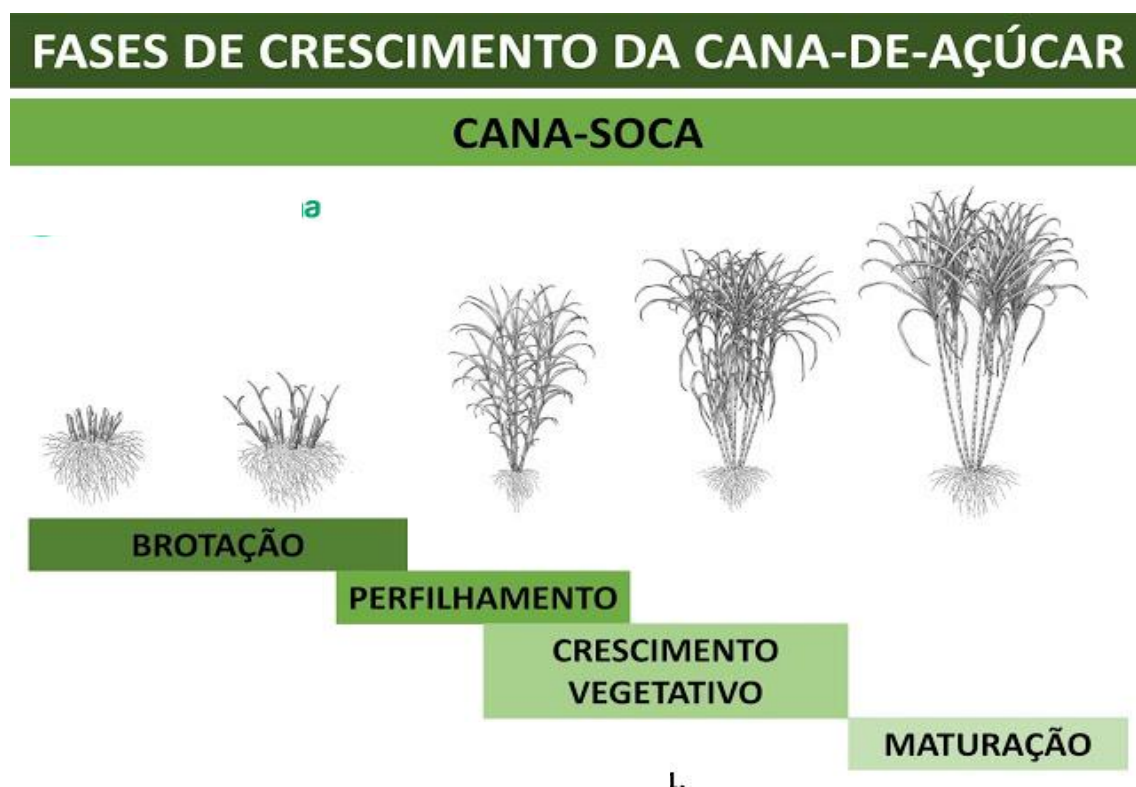 FASES DE CRESCIMENTO DA CANA-DE-AÇÚCAR
CANA-SOCA
a
BROTAÇÃO
PERFILHAMENTO
CRESCIMENTO
VEGETATIVO
MATURAÇÃO